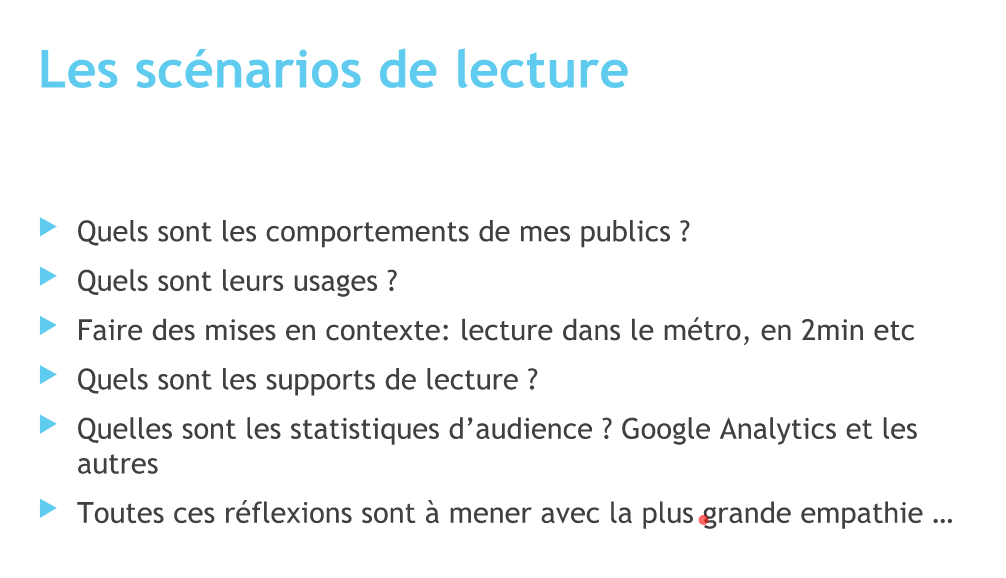 Les scénarios de lecture
Quels sont les comportements de mes publics ?
Quels sont leurs usages ?
Faire des mises en contexte: lecture dans le métro, en 2min etc
Quels sont les supports de lecture ?
Quelles sont les statistiques d’audience ? Google Analytics et les
autres
Toutes ces réflexions sont à mener avec la plus grande empathie …